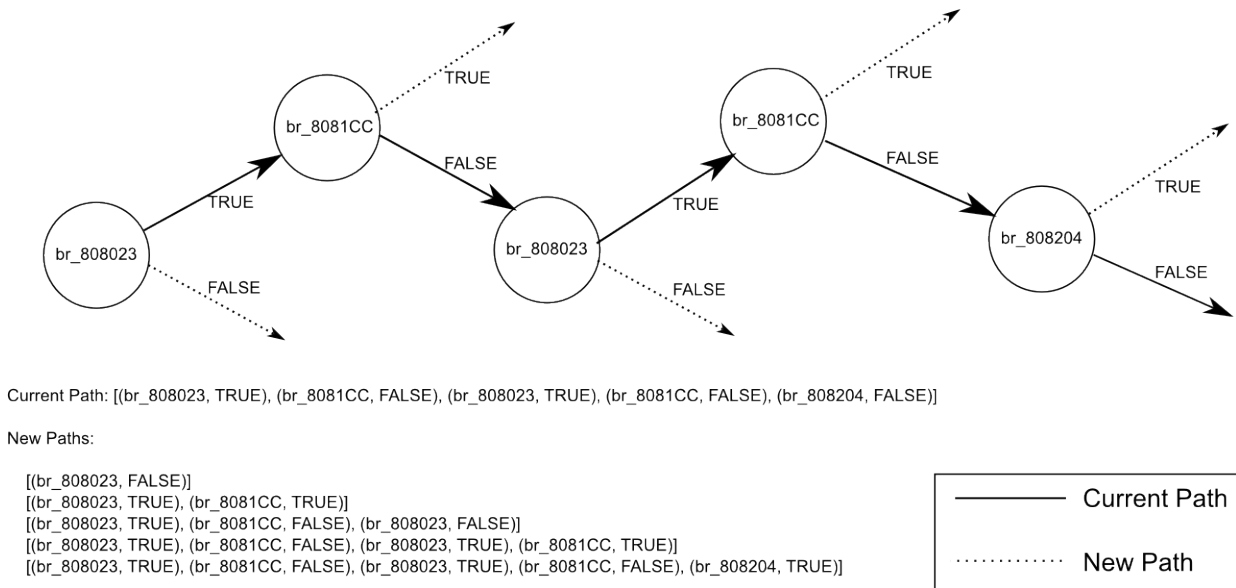 TRUE
TRUE
br_8081CC
br_8081CC
FALSE
FALSE
TRUE
TRUE
TRUE
br_808023
br_808023
br_808204
FALSE
FALSE
FALSE
Current Path: [(br_808023, TRUE), (br_8081CC, FALSE), (br_808023, TRUE), (br_8081CC, FALSE), (br_808204, FALSE)]
New Paths:
[(br_808023, FALSE)]
[(br_808023, TRUE), (br_8081CC, TRUE)]
[(br_808023, TRUE), (br_8081CC, FALSE), (br_808023, FALSE)]
[(br_808023, TRUE), (br_8081CC, FALSE), (br_808023, TRUE), (br_8081CC, TRUE)]
[(br_808023, TRUE), (br_8081CC, FALSE), (br_808023, TRUE), (br_8081CC, FALSE), (br_808204, TRUE)]
Current Path
New Path